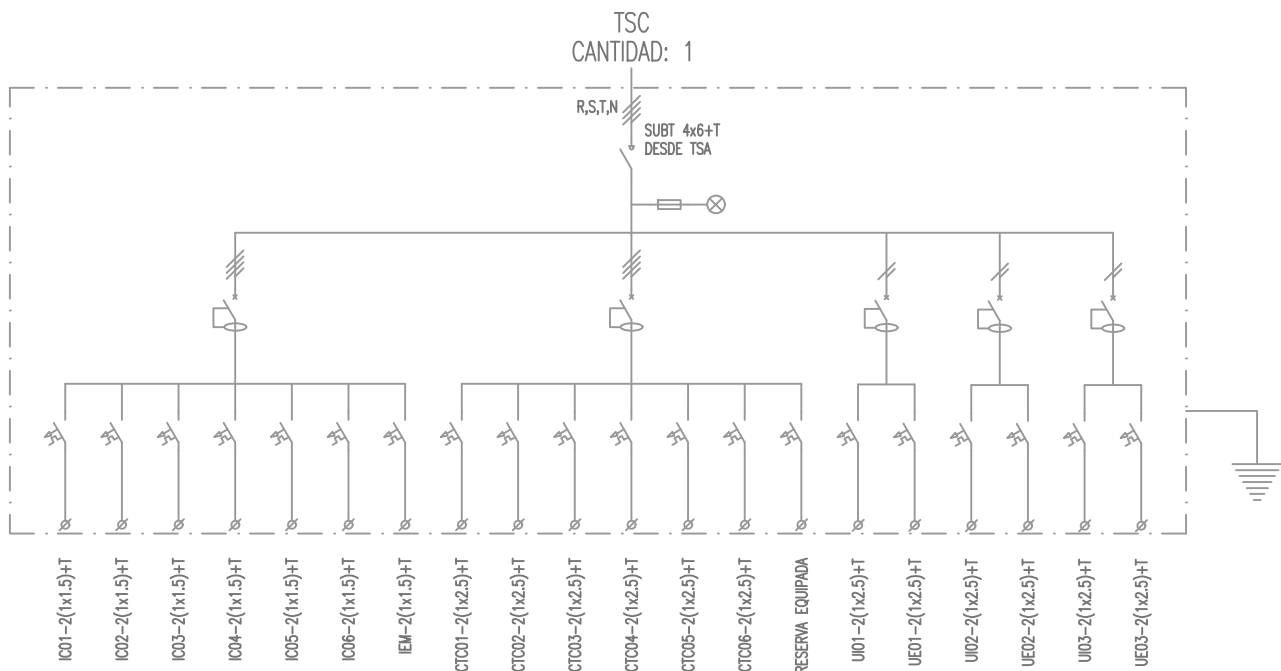 TSC
CANTIDAD: 1
R,S,T,N
SUBT 4x6+T
DESDE TSA
IC01-2(1x1.5)+T
IC02-2(1x1.5)+T
IC03-2(1x1.5)+T
IC04-2(1x1.5)+T
IC05-2(1x1.5)+T
IC06-2(1x1.5)+T
IEM-2(1x1.5)+T
CTC01-2(1x2.5)+T
CTC02-2(1x2.5)+T
CTC03-2(1x2.5)+T
CTC04-2(1x2.5)+T
CTC05-2(1x2.5)+T
CTC06-2(1x2.5)+T
RESERVA EQUIPADA
UI01-2(1x2.5)+T
UE01-2(1x2.5)+T
UI02-2(1x2.5)+T
UE02-2(1x2.5)+T
UI03-2(1x2.5)+T
UE03-2(1x2.5)+T